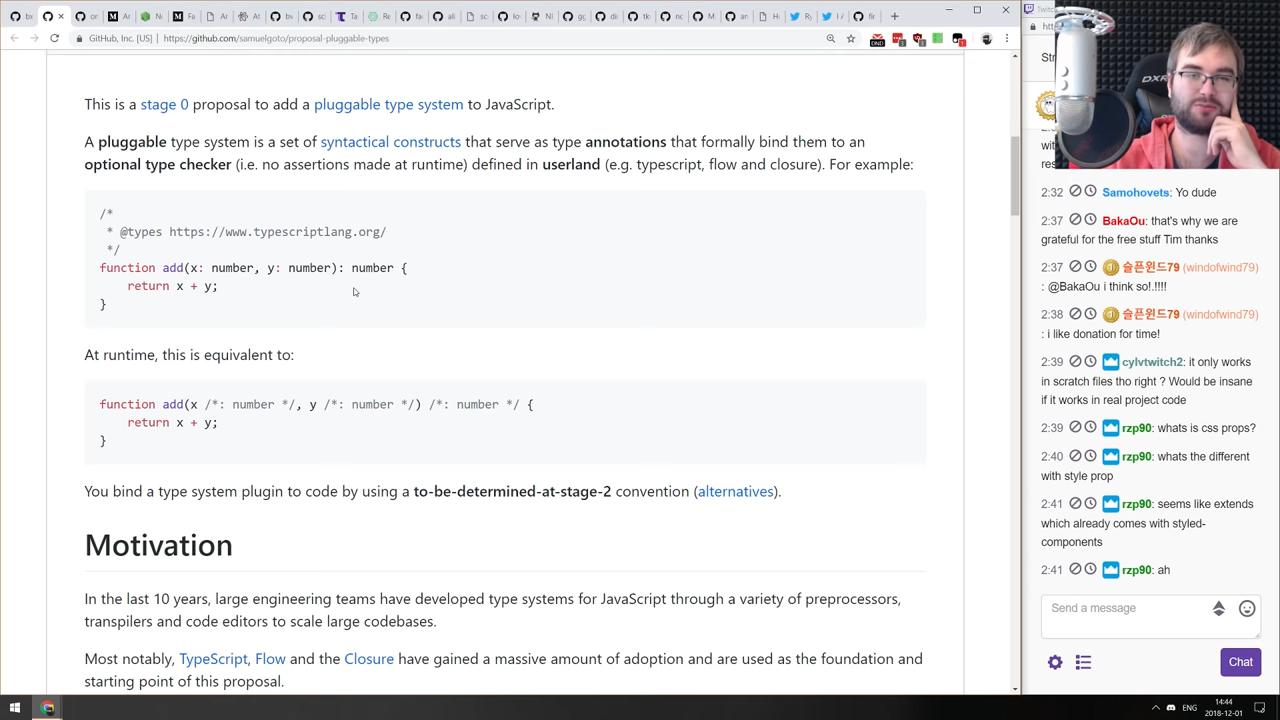 GitHub, Inc. [US] | https://github.com/samuelgoto/proposal-pluggable-types
This is a stage 0 proposal to add a pluggable type system to JavaScript.
A pluggable type system is a set of syntactical constructs that serve as type annotations that formally bind them to an
optional type checker (i.e. no assertions made at runtime) defined in userland (e.g. typescript, flow and closure). For example:
/*
* @types https://www.typescriptlang.org/
*/
function add(x: number, y: number): number {
return x + y;
}
At runtime, this is equivalent to:
function add(x /*: number */, y /*: number */) /*: number */ {
return x + y;
}
You bind a type system plugin to code by using a to-be-determined-at-stage-2 convention (alternatives).
Motivation
In the last 10 years, large engineering teams have developed type systems for JavaScript through a variety of preprocessors,
transpilers and code editors to scale large codebases.
Most notably, TypeScript, Flow and the Closure have gained a massive amount of adoption and are used as the foundation and
starting point of this proposal.
DXR
2:32 Samohovets: Yo dude
2:37 BakaOu: that's why we are
grateful for the free stuff Tim thanks
2:37 슬픈윈드79 (windofwind79)
: @BakaOu i think so!.!!!!
2:38 슬픈윈드79 (windofwind79)
: i like donation for time!
2:39 cylvtwitch2: it only works
in scratch files tho right ? Would be insane
if it works in real project code
2:39 rzp90: whats is css props?
2:40 rzp90: whats the different
with style prop
2:41 rzp90: seems like extends
which already comes with styled-
components
2:41 rzp90: ah
Send a message
Chat
ENG
14:44
2018-12-01